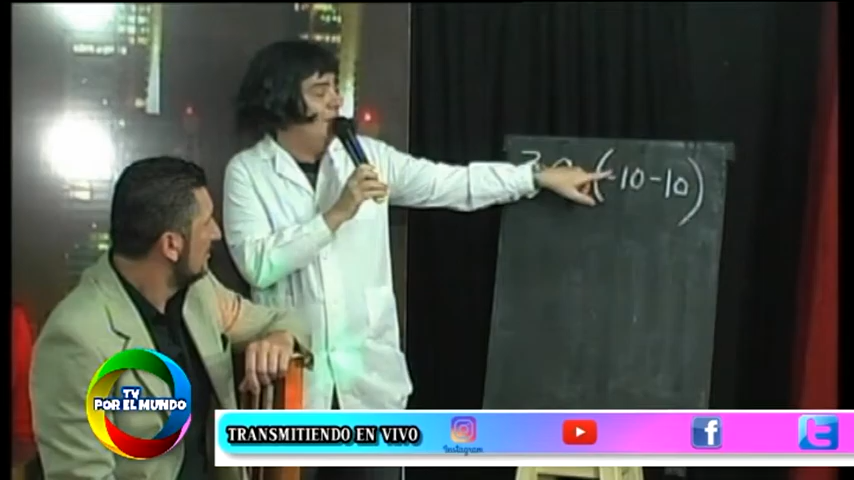 (-10-10)
TV
POR EL MUNDO
TRANSMITIENDO EN VIVO
Instagram